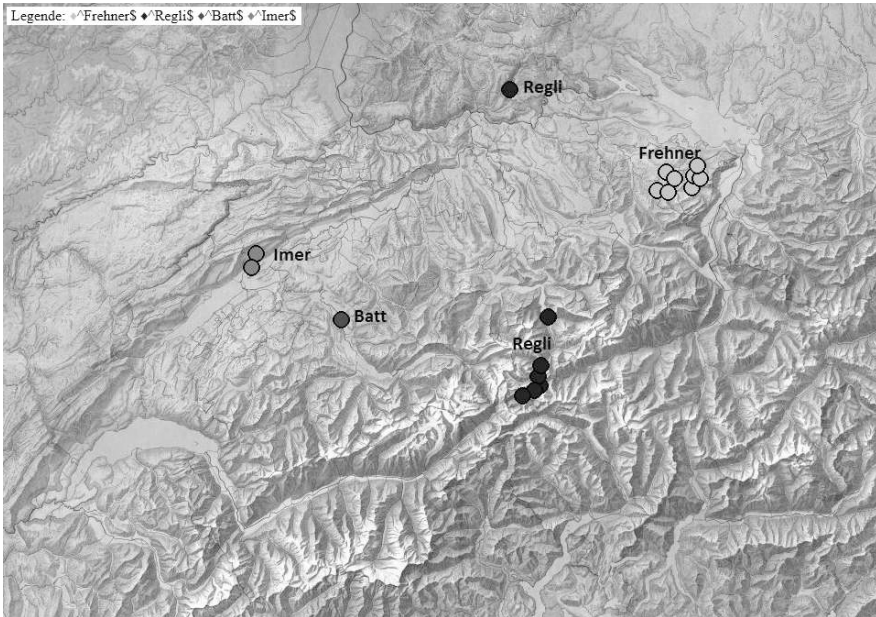 Legende: ⬥^Frehner$ ⬥^Regli$ ⬥^Batt$ ⬥^Imer$
Regli
Frehner
Imer
Batt
Regli